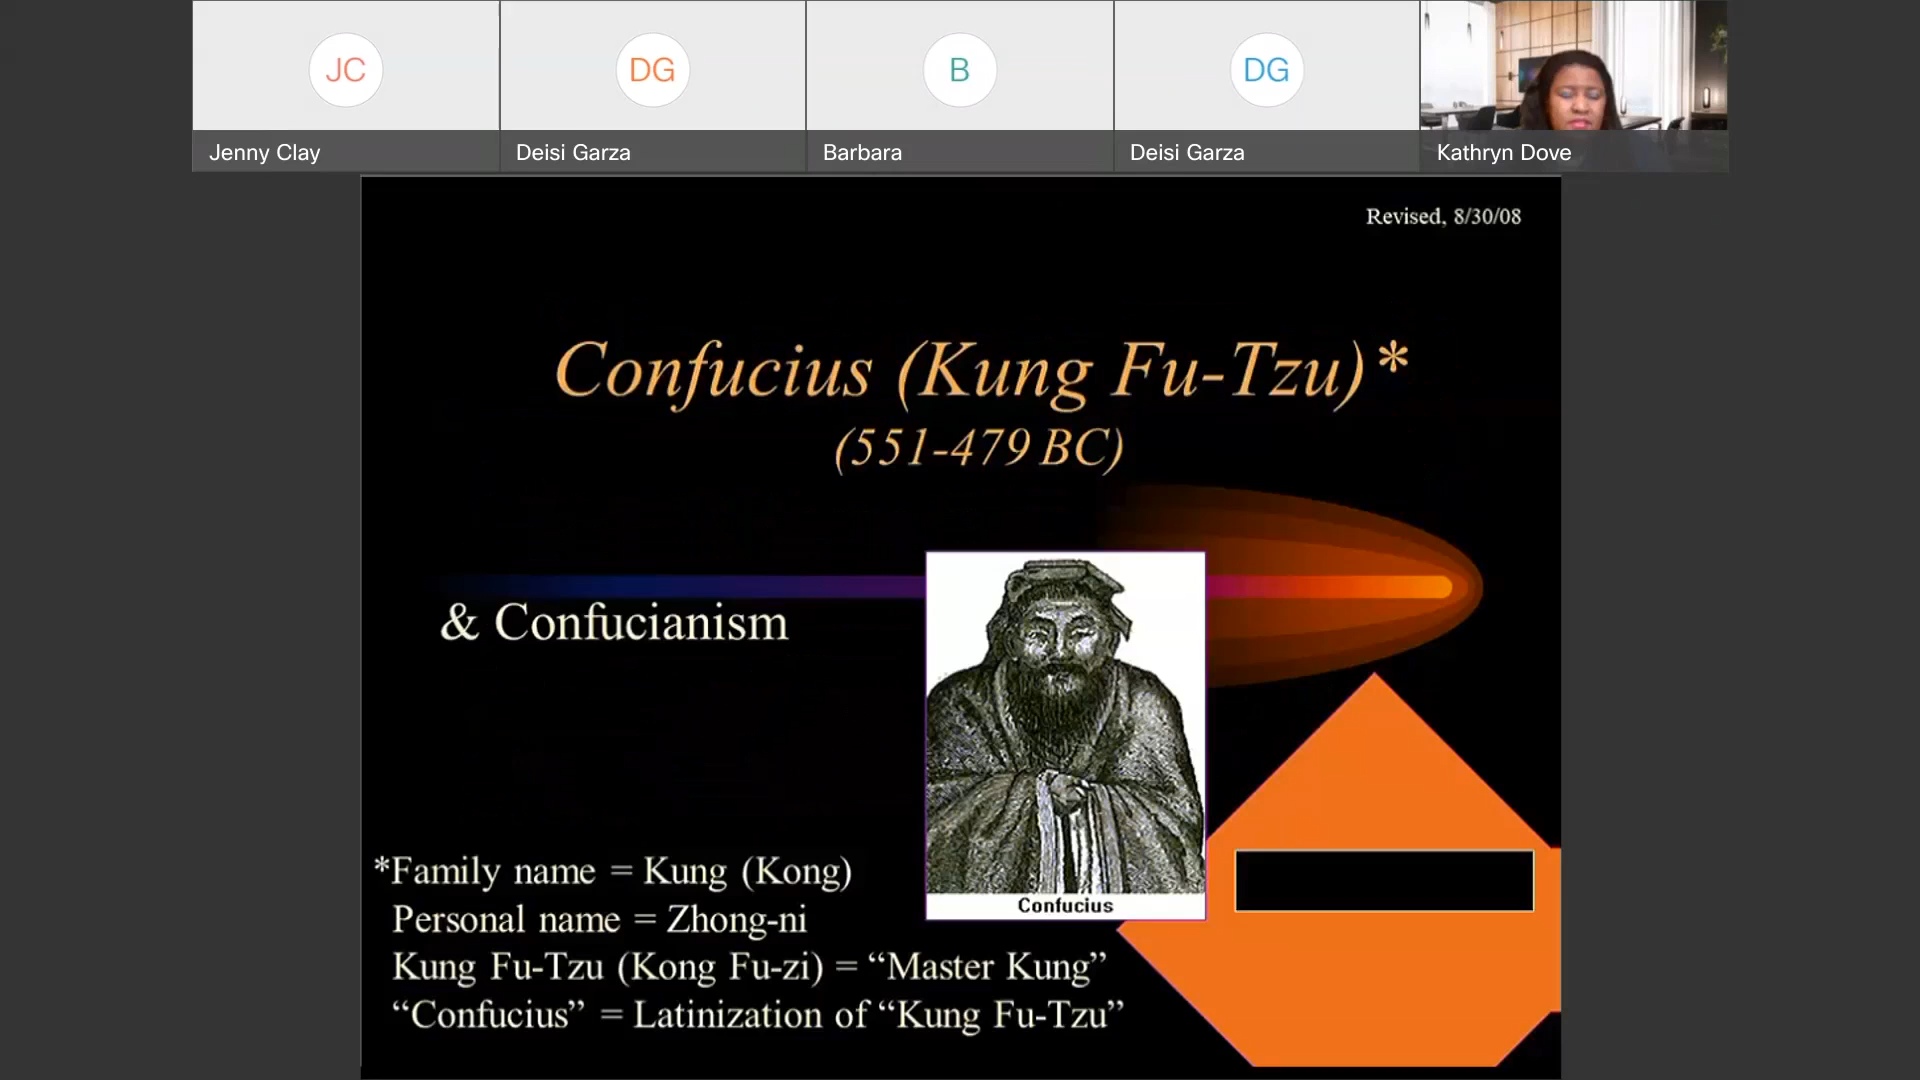 JC
DG
B
DG
Jenny Clay
Deisi Garza
Barbara
Deisi Garza
Kathryn Dove
Revised, 8/30/08
Confucius (Kung Fu-Tzu)*
(551-479 BC)
& Confucianism
Confucius
*Family name = Kung (Kong)
Personal name = Zhong-ni
Kung Fu-Tzu (Kong Fu-zi) = “Master Kung”
“Confucius” = Latinization of “Kung Fu-Tzu”